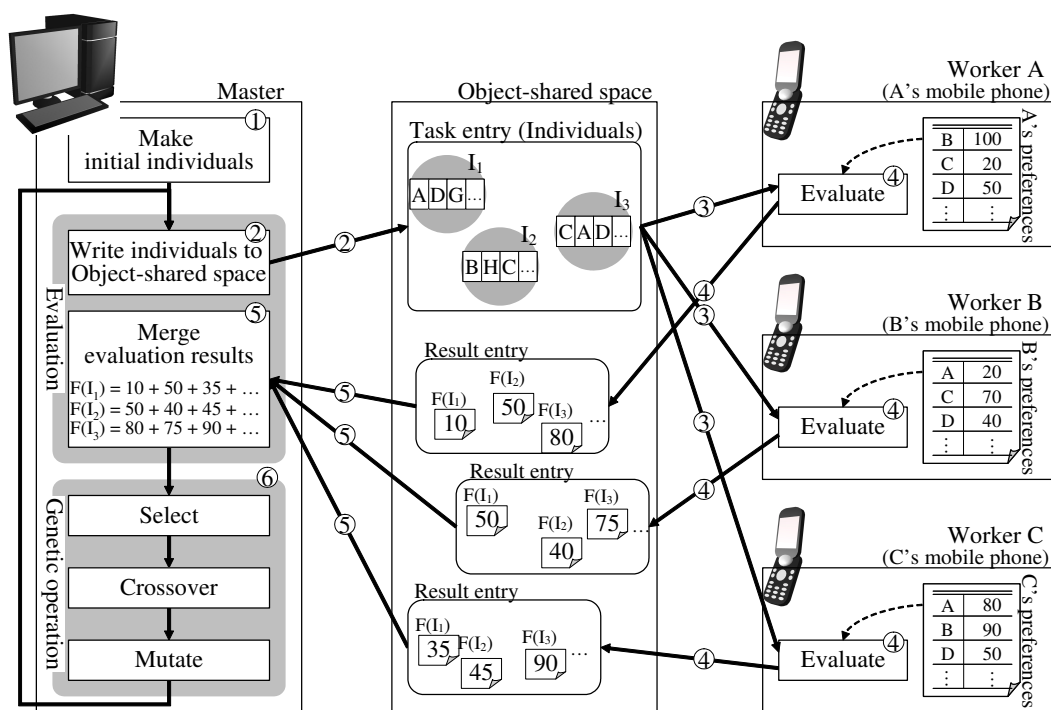 Master
①
Make
initial individuals
Evaluation
②
Write individuals to
Object-shared space
⑤
Merge
evaluation results
F(I1) = 10 + 50 + 35 + …
F(I2) = 50 + 40 + 45 + …
F(I3) = 80 + 75 + 90 + …
Genetic operation
⑥
Select
Crossover
Mutate
②
⑤
⑤
⑤
Object-shared space
Task entry (Individuals)
I1
A D G …
I2
B H C …
I3
C A D …
Result entry
F(I1)
10
F(I2)
50
F(I3)
80
…
Result entry
F(I1)
50
F(I2)
40
F(I3)
75
…
Result entry
F(I1)
35
F(I2)
45
F(I3)
90
…
③
④
③
③
④
④
Worker A
(A's mobile phone)
Evaluate
④
A's preferences
B 100
C 20
D 50
⋮ ⋮
Worker B
(B's mobile phone)
Evaluate
④
B's preferences
A 20
C 70
D 40
⋮ ⋮
Worker C
(C's mobile phone)
Evaluate
④
C's preferences
A 80
B 90
D 50
⋮ ⋮